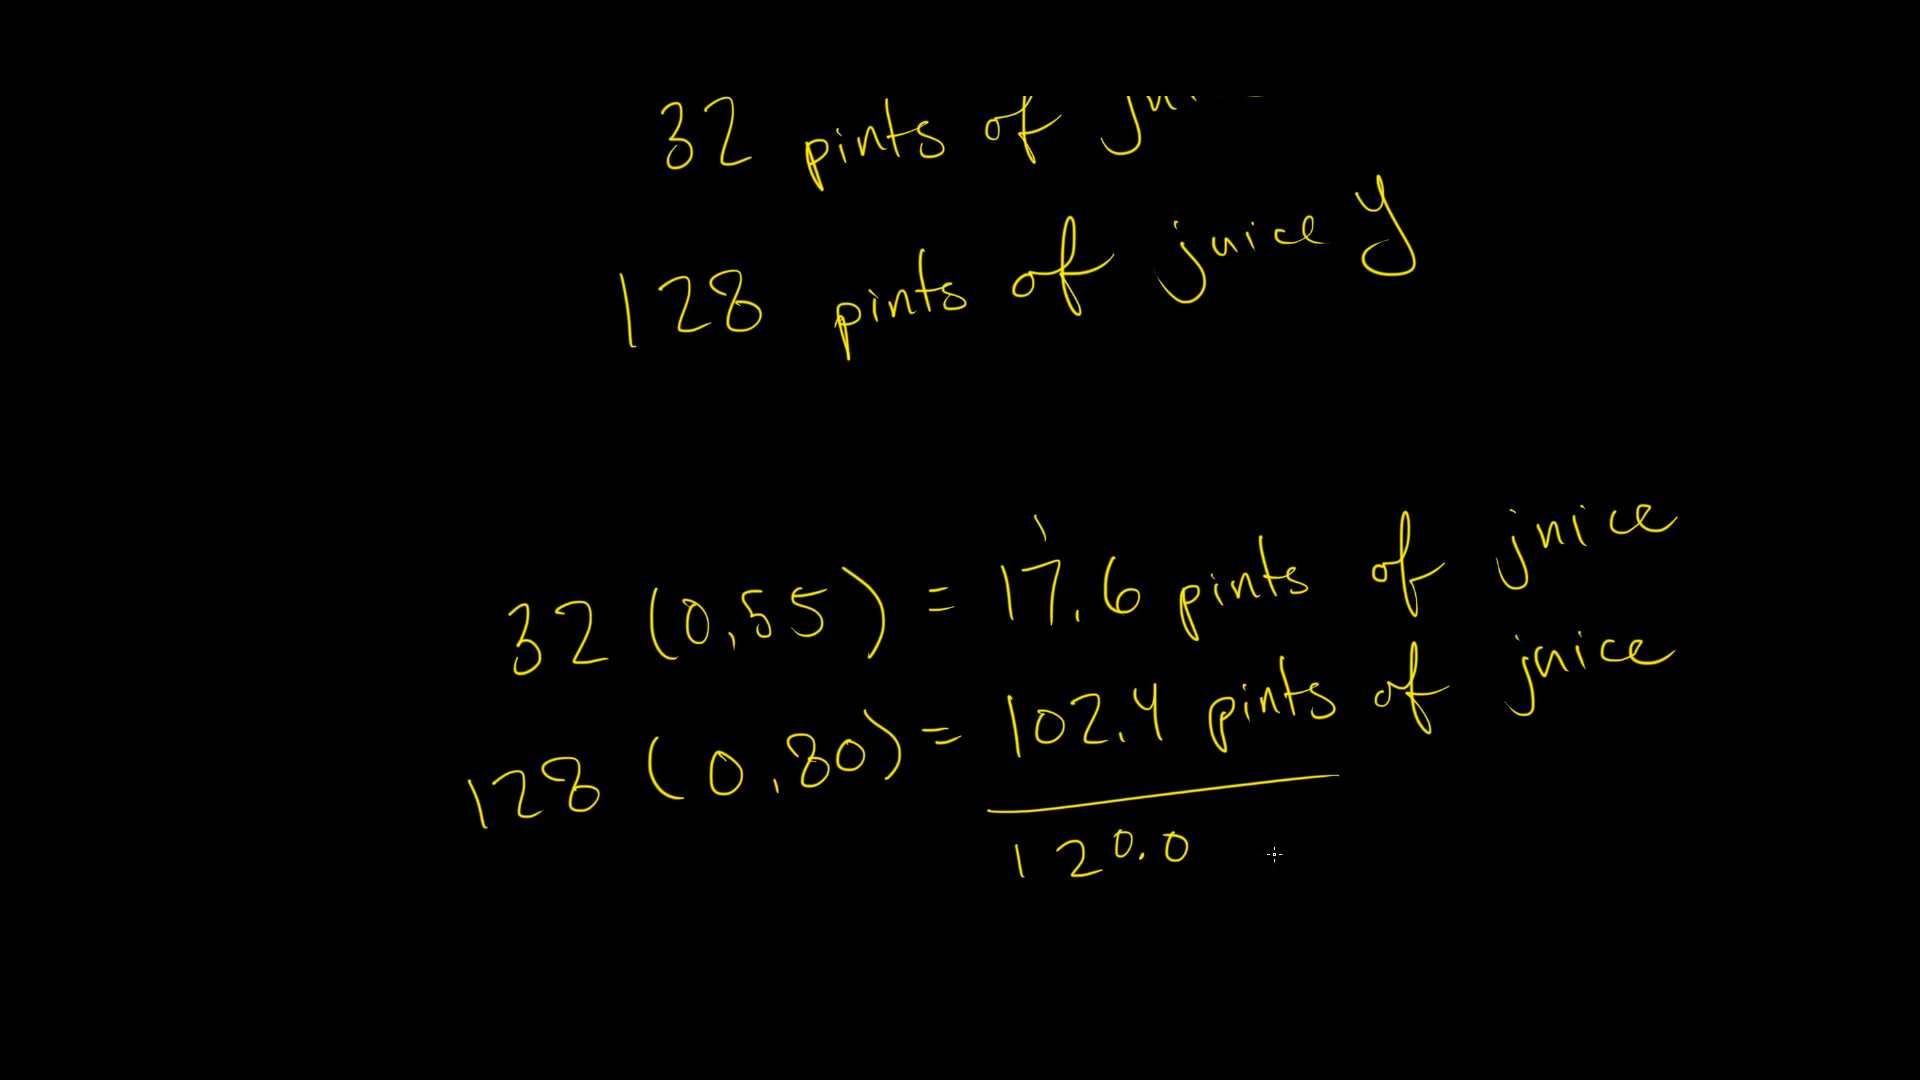 32 pints of
128 pints of juice y
1
32 (0.55) = 17.6 pints of juice
128 (0.80) = 102.4 pints of juice
120.0